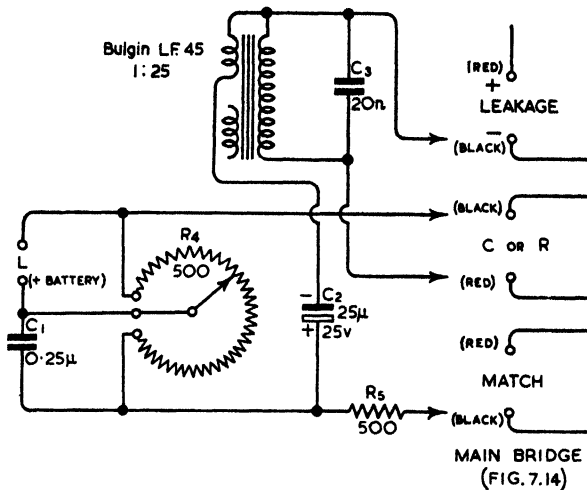 Bulgin LF. 45
1:25
C3
20n
(RED)
+
LEAKAGE
−
(BLACK)
(BLACK)
R4
500
C OR R
L
(+ BATTERY)
(RED)
− C2
25μ
+ 25v
C1
0·25μ
(RED)
MATCH
R5
500
(BLACK)
MAIN BRIDGE
(FIG. 7.14)